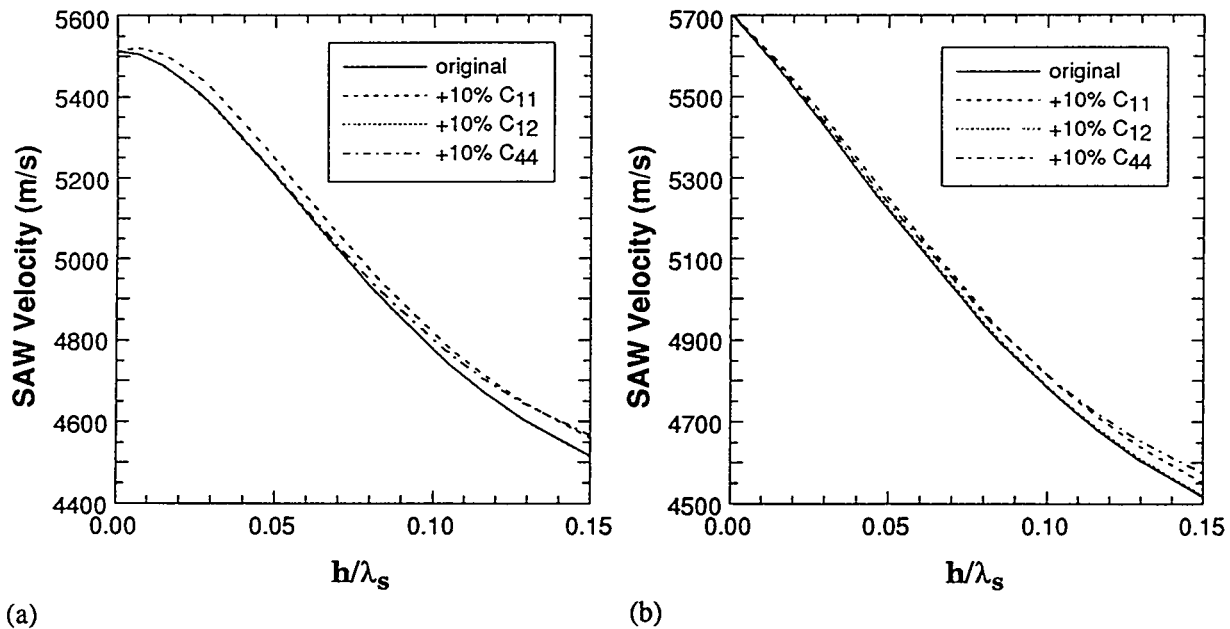 5600
5400
5200
5000
4800
4600
4400
SAW Velocity (m/s)
original
+10% C11
+10% C12
+10% C44
0.00
0.05
0.10
0.15
h/λs
(a)
5700
5500
5300
5100
4900
4700
4500
SAW Velocity (m/s)
original
+10% C11
+10% C12
+10% C44
0.00
0.05
0.10
0.15
h/λs
(b)